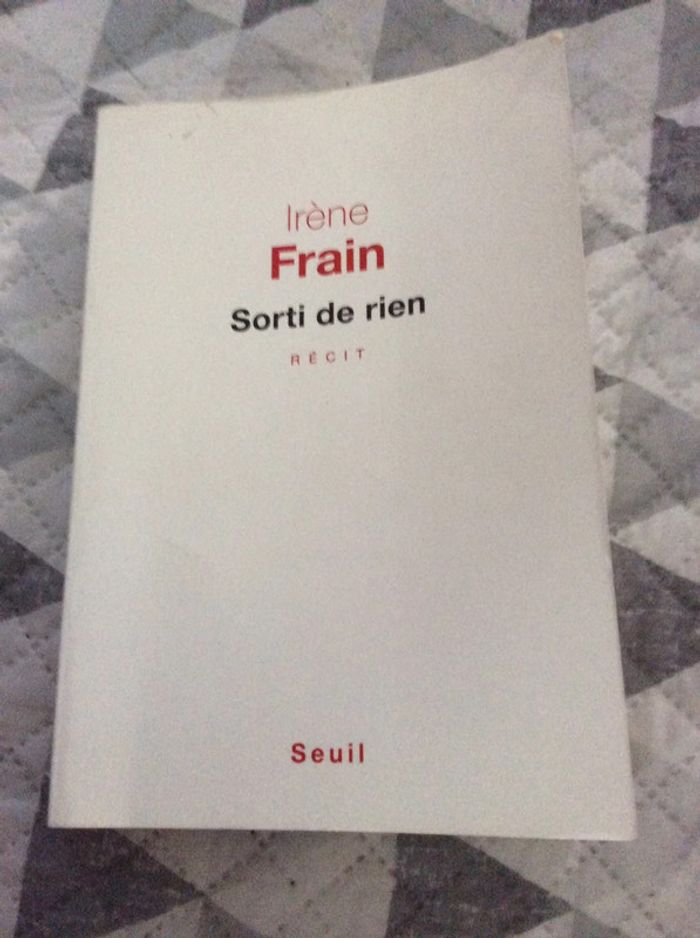 Irène
Frain
Sorti de rien
RÉCIT
Seuil